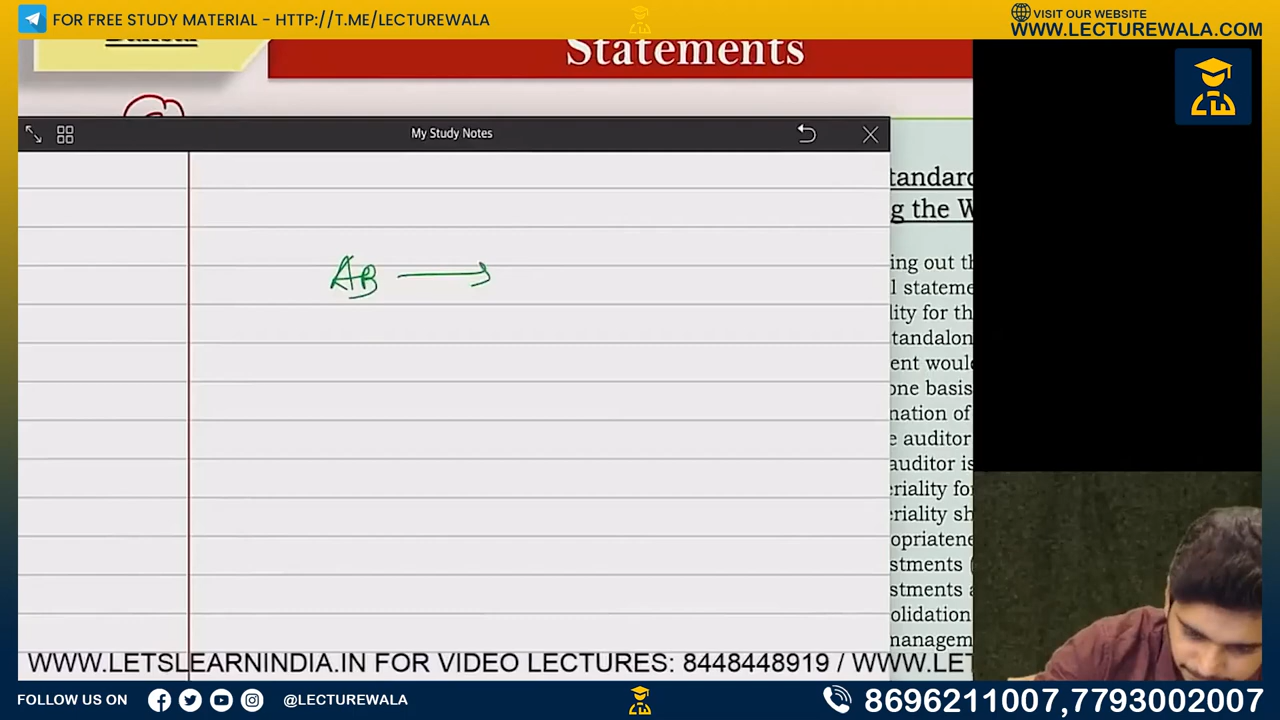 FOR FREE STUDY MATERIAL - HTTP://T.ME/LECTUREWALA
VISIT OUR WEBSITE
WWW.LECTUREWALA.COM
Statements
My Study Notes
tandard
g the W
AB →
ing out th
l stateme
lity for th
tandalon
ent would
one basis
nation of
e auditor
auditor is
eriality for
eriality sh
opriatene
stments (
stments a
olidation
managem
WWW.LETSLEARNINDIA.IN FOR VIDEO LECTURES: 8448448919 / WWW.LET
FOLLOW US ON
@LECTUREWALA
8696211007,7793002007